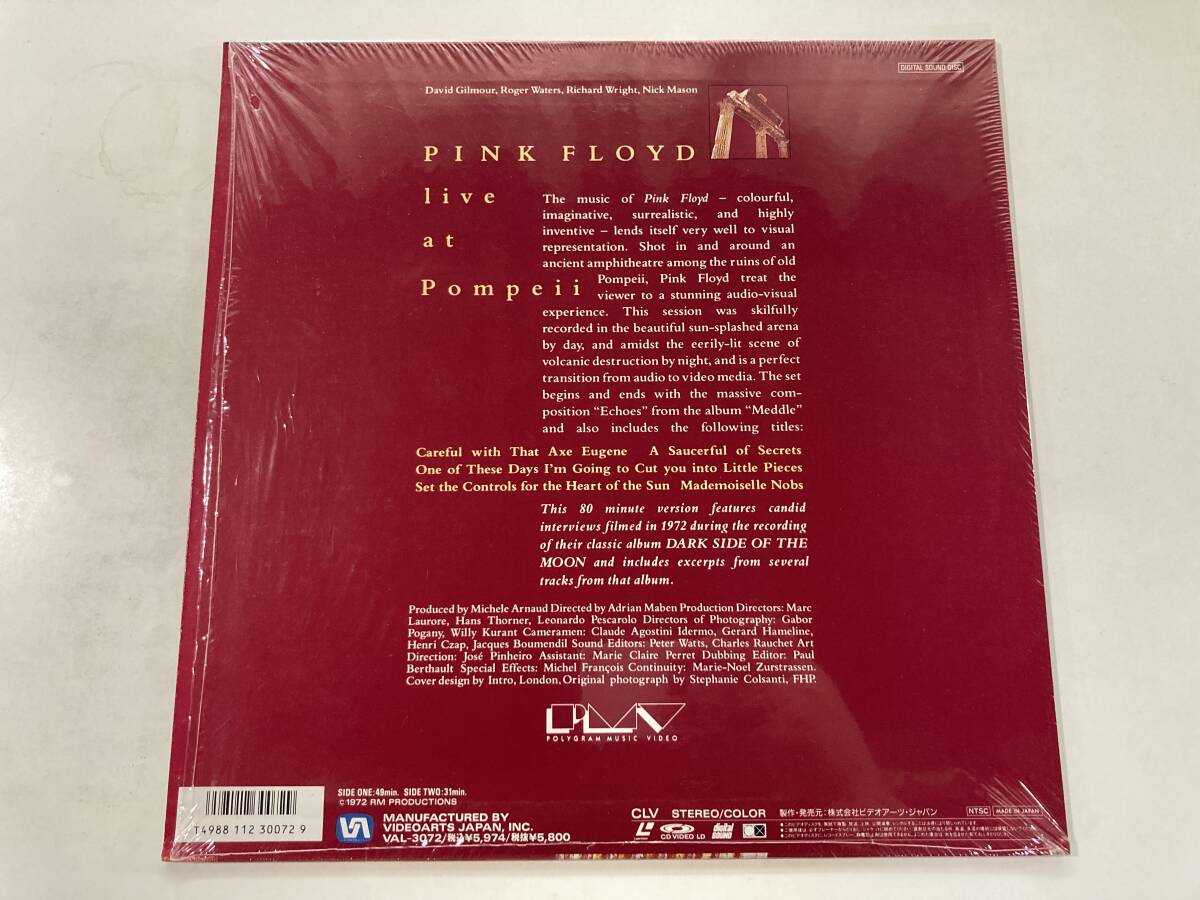 DIGITAL SOUND DISC
David Gilmour, Roger Waters, Richard Wright, Nick Mason
PINK FLOYD
live
at
Pompeii
The music of Pink Floyd – colourful,
imaginative, surrealistic, and highly
inventive – lends itself very well to visual
representation. Shot in and around an
ancient amphitheatre among the ruins of old
Pompeii, Pink Floyd treat the
viewer to a stunning audio-visual
experience. This session was skilfully
recorded in the beautiful sun-splashed arena
by day, and amidst the eerily-lit scene of
volcanic destruction by night, and is a perfect
transition from audio to video media. The set
begins and ends with the massive com-
position “Echoes” from the album “Meddle”
and also includes the following titles:
Careful with That Axe Eugene A Saucerful of Secrets
One of These Days I’m Going to Cut you into Little Pieces
Set the Controls for the Heart of the Sun Mademoiselle Nobs
This 80 minute version features candid
interviews filmed in 1972 during the recording
of their classic album DARK SIDE OF THE
MOON and includes excerpts from several
tracks from that album.
Produced by Michele Arnaud Directed by Adrian Maben Production Directors: Marc
Laurore, Hans Thorner, Leonardo Pescarolo Directors of Photography: Gabor
Pogany, Willy Kurant Cameramen: Claude Agostini Idermo, Gerard Hameline,
Henri Czap, Jacques Boumendil Sound Editors: Peter Watts, Charles Rauchet Art
Direction: José Pinheiro Assistant: Marie Claire Perret Dubbing Editor: Paul
Berthault Special Effects: Michel François Continuity: Marie-Noel Zurstrassen.
Cover design by Intro, London. Original photograph by Stephanie Colsanti, FHP.
PMV
POLYGRAM MUSIC VIDEO
SIDE ONE:49min. SIDE TWO:31min.
©1972 RM PRODUCTIONS
MANUFACTURED BY
VIDEOARTS JAPAN, INC.
VAL-3072/税込¥5,974/税抜¥5,800
T4988 112 30072 9
CLV STEREO/COLOR 製作・発売元:株式会社ビデオアーツ・ジャパン NTSC MADE IN JAPAN
CD VIDEO LD digital SOUND CX